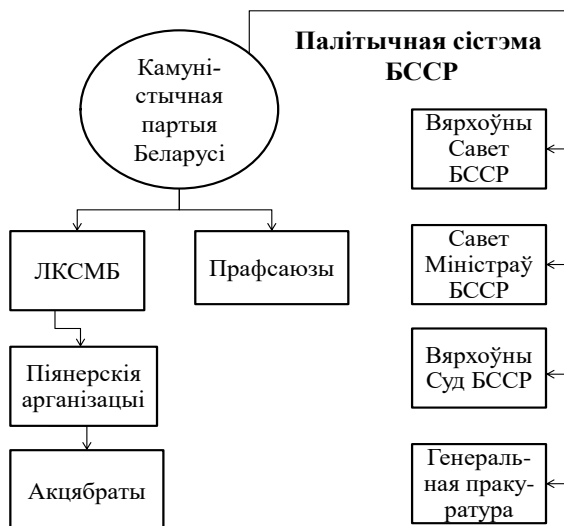 Палітычная сістэма
БССР
Камуні-
стычная
партыя
Беларусі
ЛКСМБ
Прафсаюзы
Піянерскія
арганізацыі
Акцябраты
Вярхоўны
Савет
БССР
Савет
Міністраў
БССР
Вярхоўны
Суд БССР
Генераль-
ная праку-
ратура